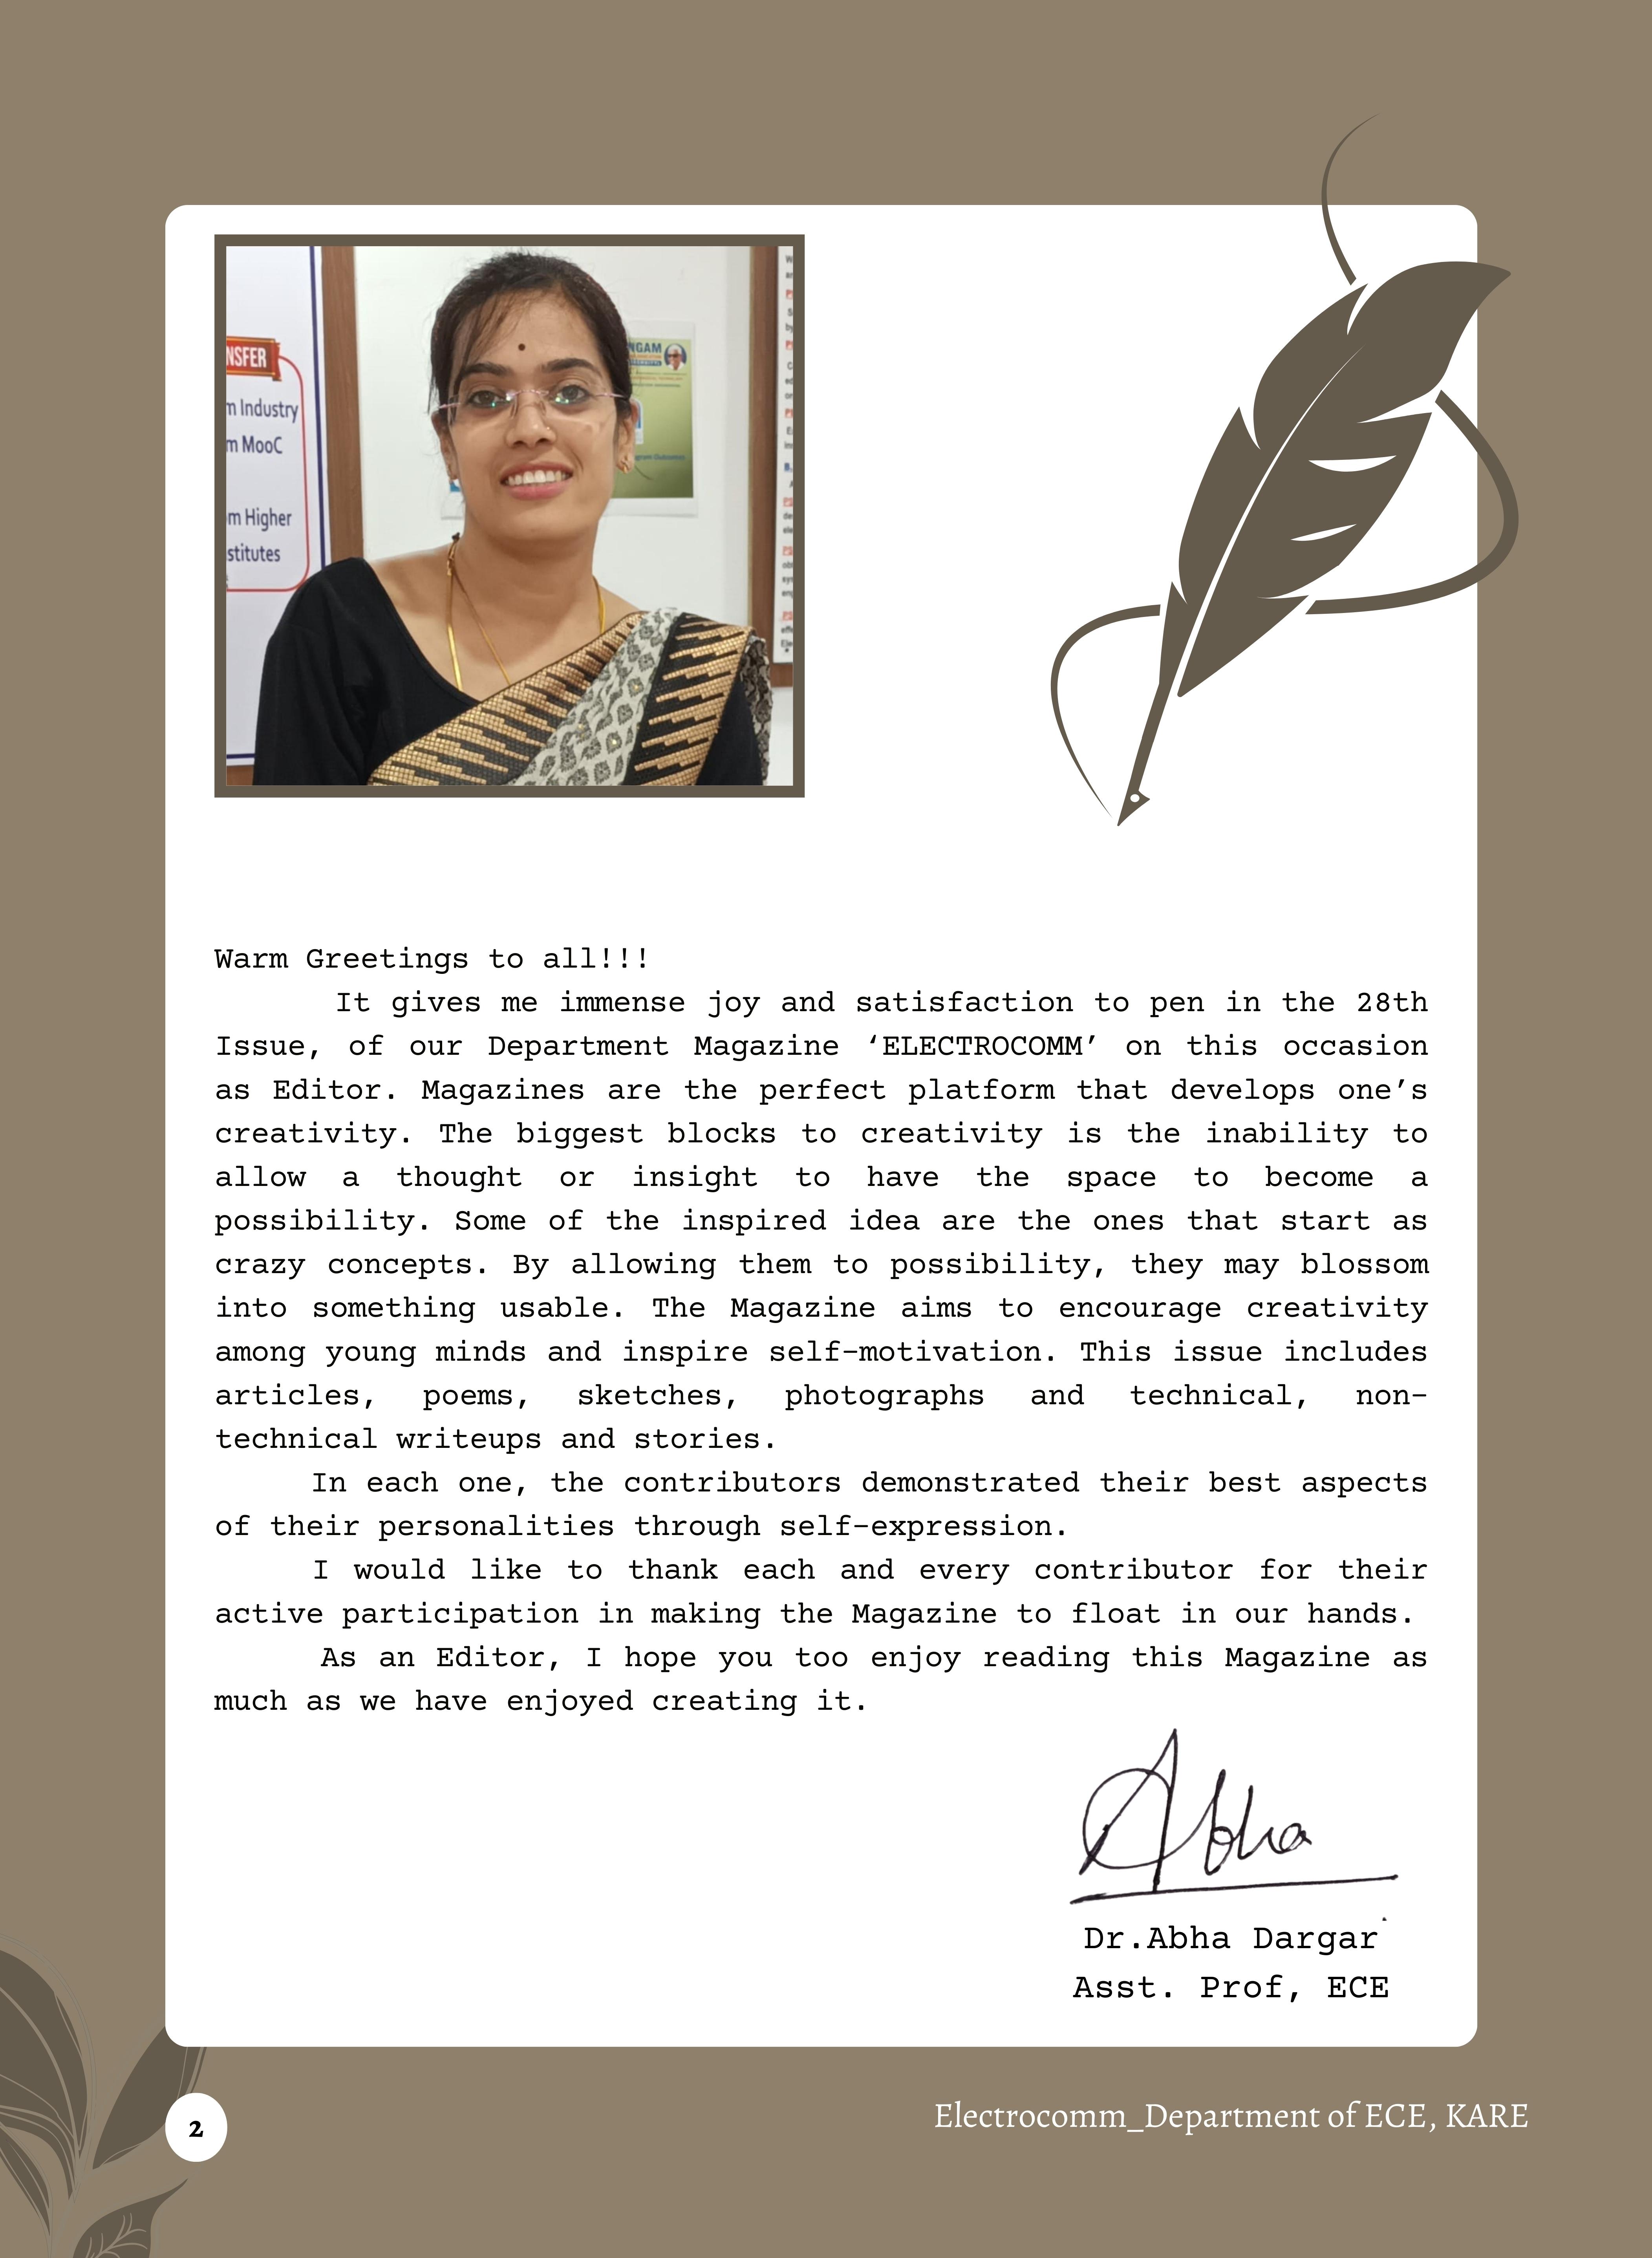 NSFER
m Industry
m MooC
m Higher
stitutes
NGAM
Warm Greetings to all!!!
It gives me immense joy and satisfaction to pen in the 28th
Issue, of our Department Magazine ‘ELECTROCOMM’ on this occasion
as Editor. Magazines are the perfect platform that develops one’s
creativity. The biggest blocks to creativity is the inability to
allow a thought or insight to have the space to become a
possibility. Some of the inspired idea are the ones that start as
crazy concepts. By allowing them to possibility, they may blossom
into something usable. The Magazine aims to encourage creativity
among young minds and inspire self-motivation. This issue includes
articles, poems, sketches, photographs and technical, non-
technical writeups and stories.
In each one, the contributors demonstrated their best aspects
of their personalities through self-expression.
I would like to thank each and every contributor for their
active participation in making the Magazine to float in our hands.
As an Editor, I hope you too enjoy reading this Magazine as
much as we have enjoyed creating it.
Abha
Dr.Abha Dargar
Asst. Prof, ECE
2
Electrocomm_Department of ECE, KARE